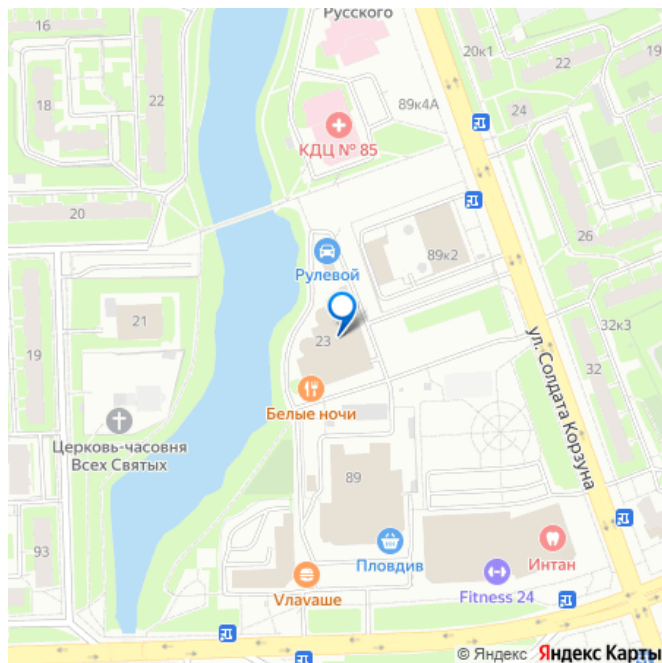 Русского
16
22
20к1
22
19
18
89к4А
24
КДЦ № 85
20
26
89к2
Рулевой
21
23
32к3
19
32
ул. Солдата Корзуна
Белые ночи
Церковь-часовня
Всех Святых
89
93
Пловдив
Интан
Vлаvаше
Fitness 24
© Яндекс Яндекс Карты